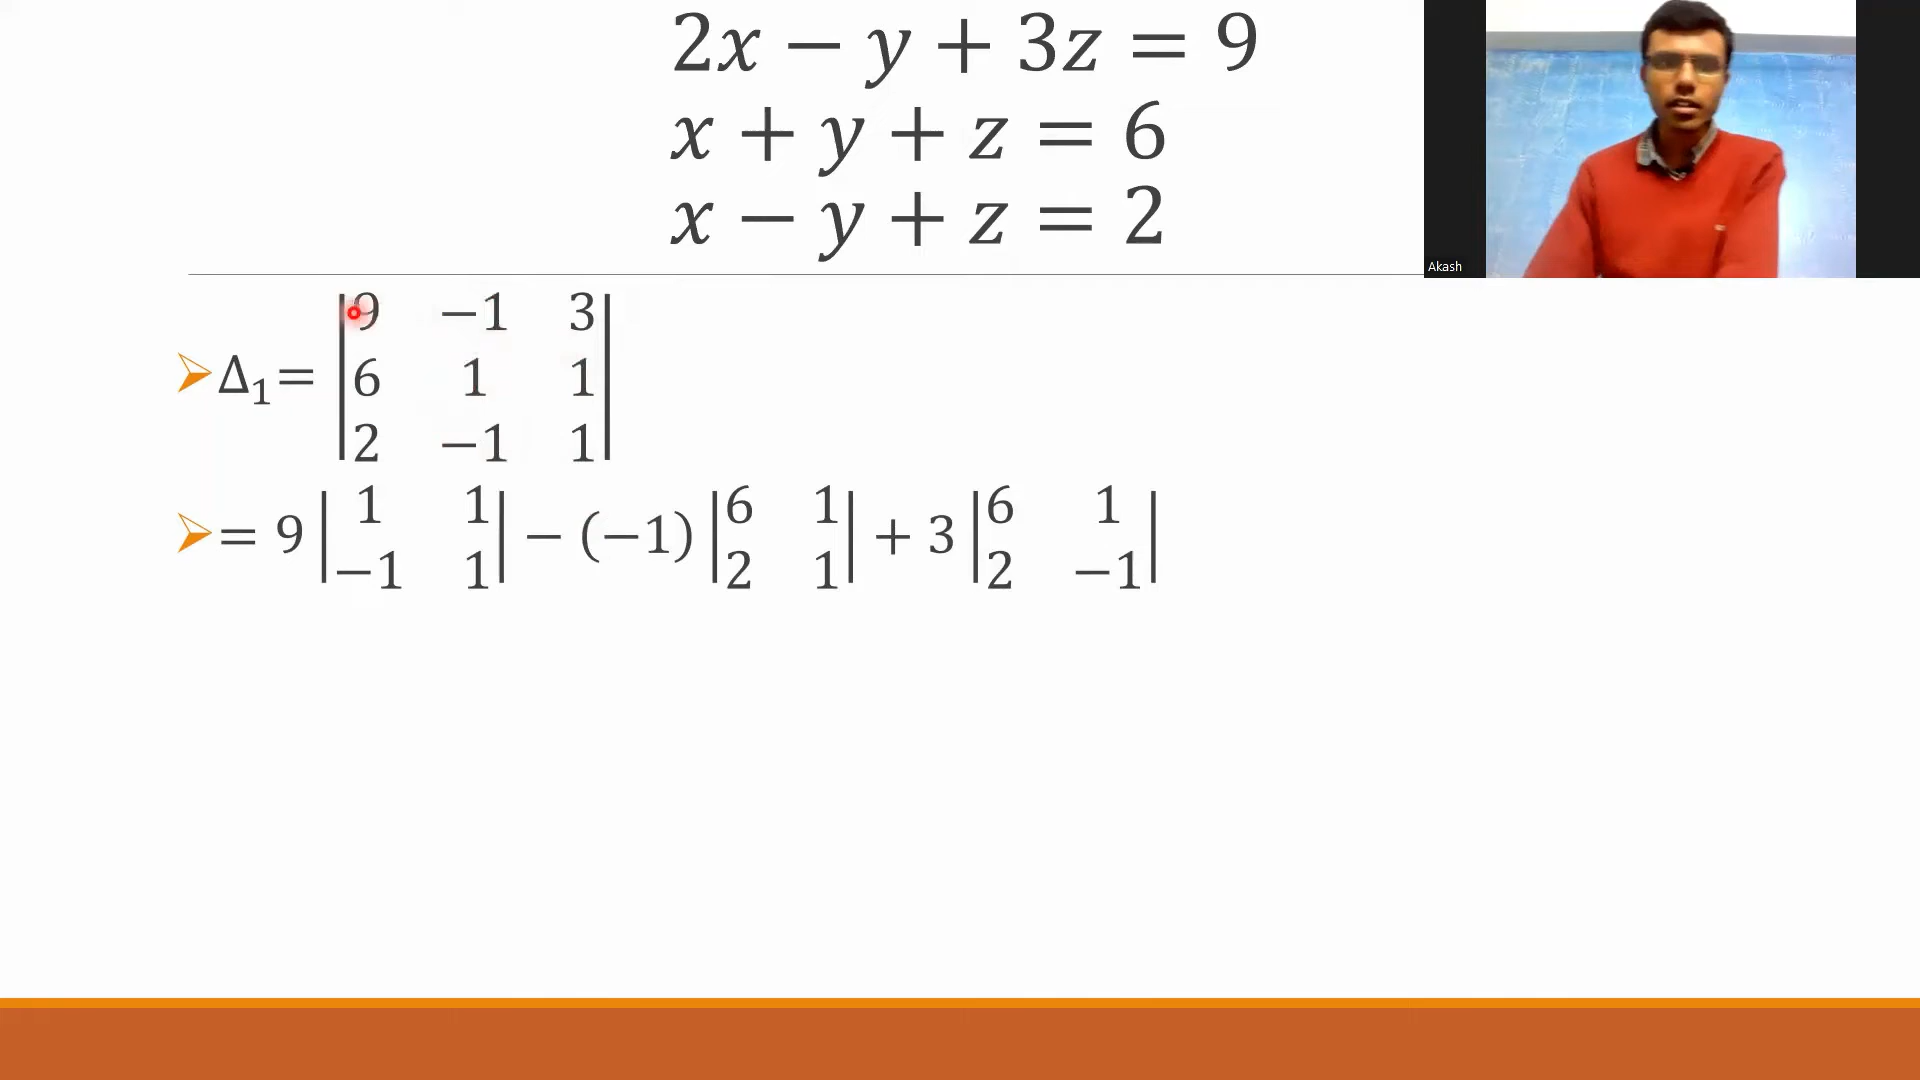 2x − y + 3z = 9
x + y + z = 6
x − y + z = 2
Akash
Δ₁ = |9 −1 3|
|6 1 1|
|2 −1 1|
= 9 |1 1| − (−1) |6 1| + 3 |6 1|
|−1 1| |2 1| |2 −1|